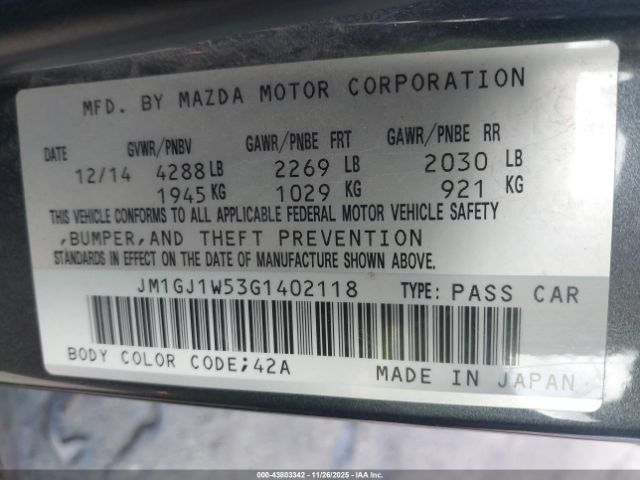 MFD. BY MAZDA MOTOR CORPORATION
DATE GVWR/PNBV GAWR/PNBE FRT GAWR/PNBE RR
12/14 4288 LB 2269 LB 2030 LB
1945 KG 1029 KG 921 KG
THIS VEHICLE CONFORMS TO ALL APPLICABLE FEDERAL MOTOR VEHICLE SAFETY
,BUMPER,AND THEFT PREVENTION
STANDARDS IN EFFECT ON THE DATE OF MANUFACTURE SHOWN ABOVE.
JM1GJ1W53G1402118 TYPE: PASS CAR
BODY COLOR CODE;42A MADE IN JAPAN
000-43803342 - 11/26/2025 - IAA, Inc.